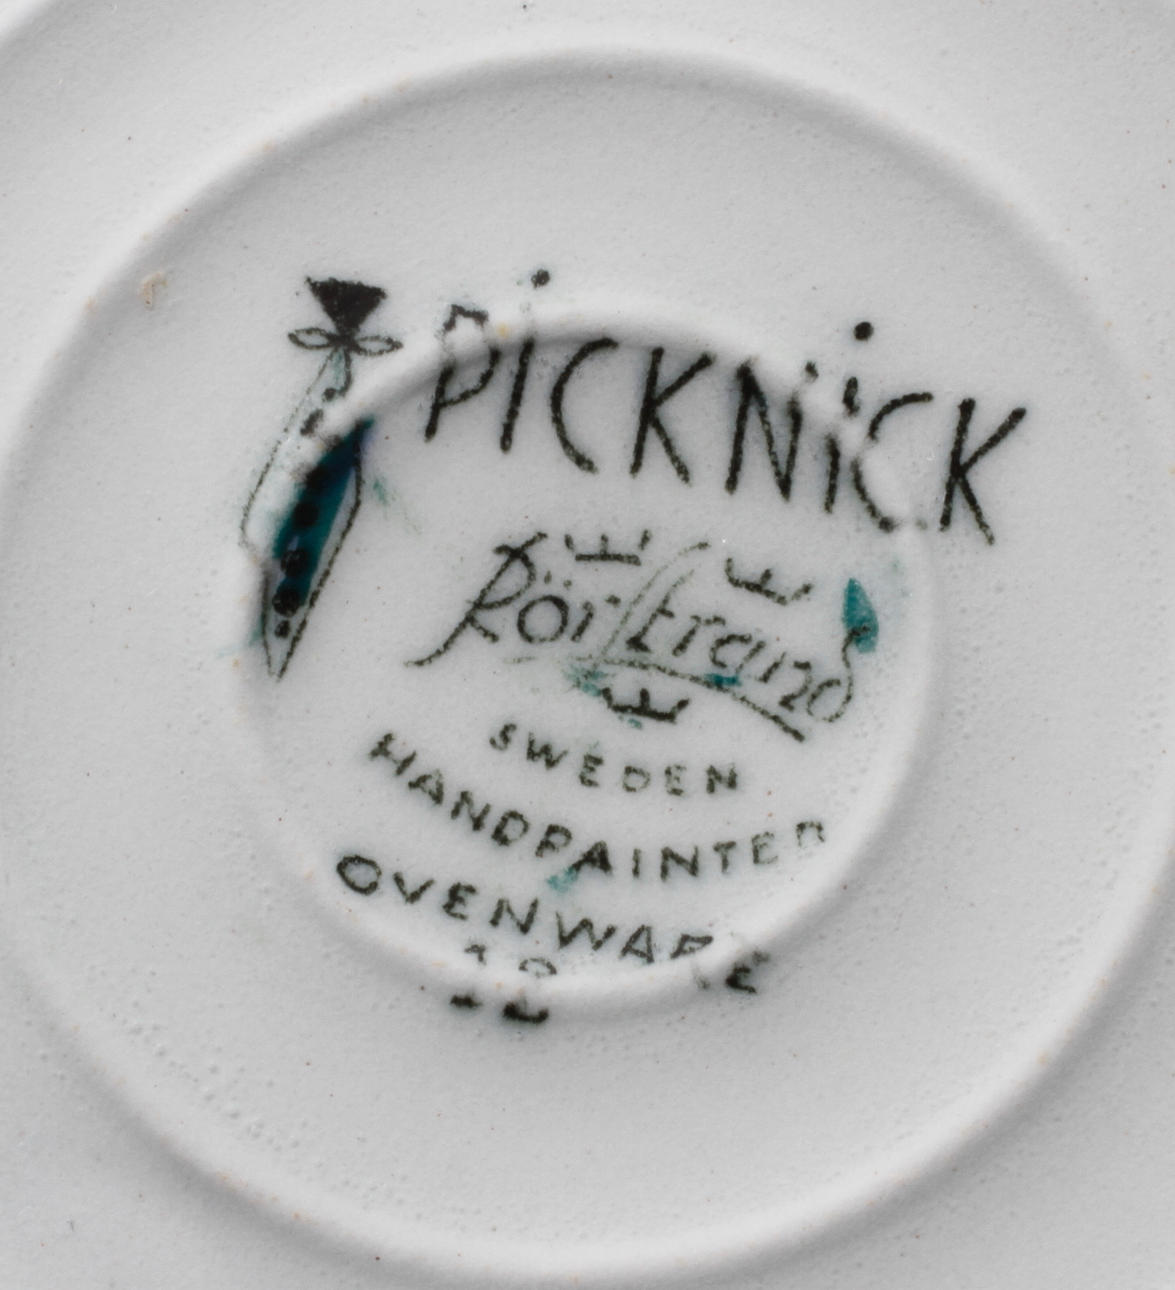 PiCKNiCK
Rörstrand
SWEDEN
HANDPAINTED
OVENWARE